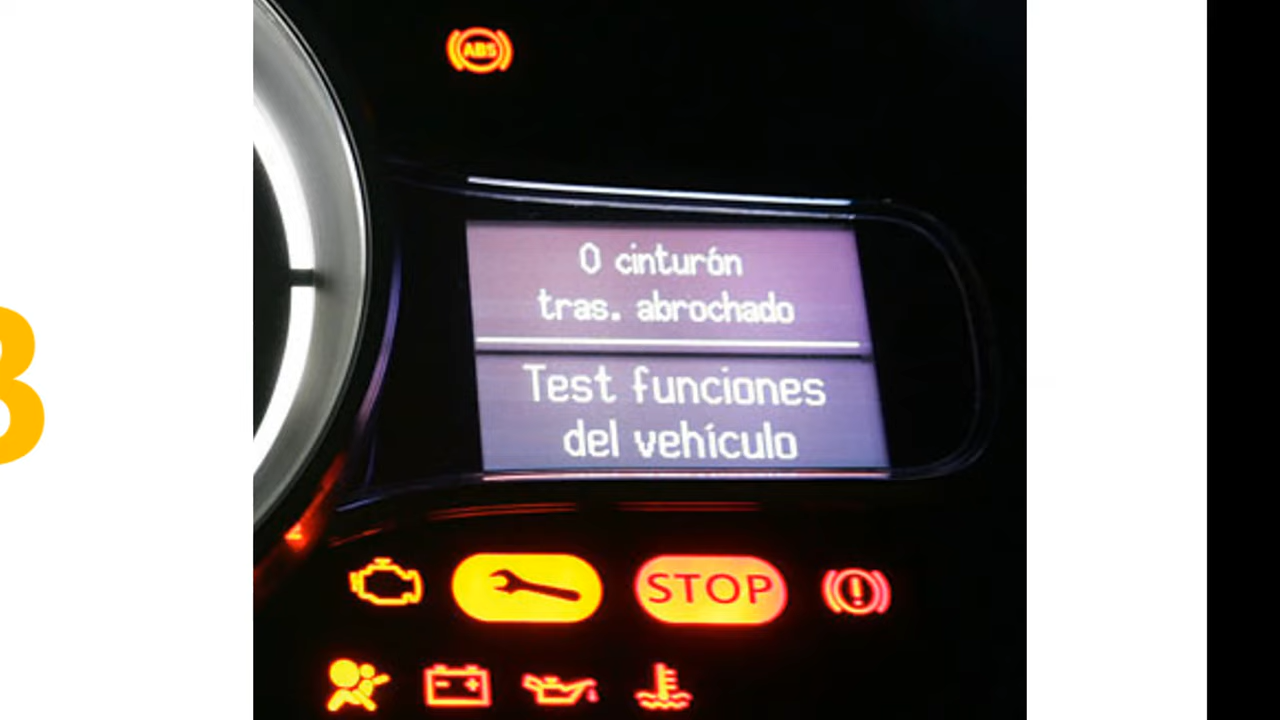 ABS
0 cinturón
tras. abrochado
Test funciones
del vehículo
STOP